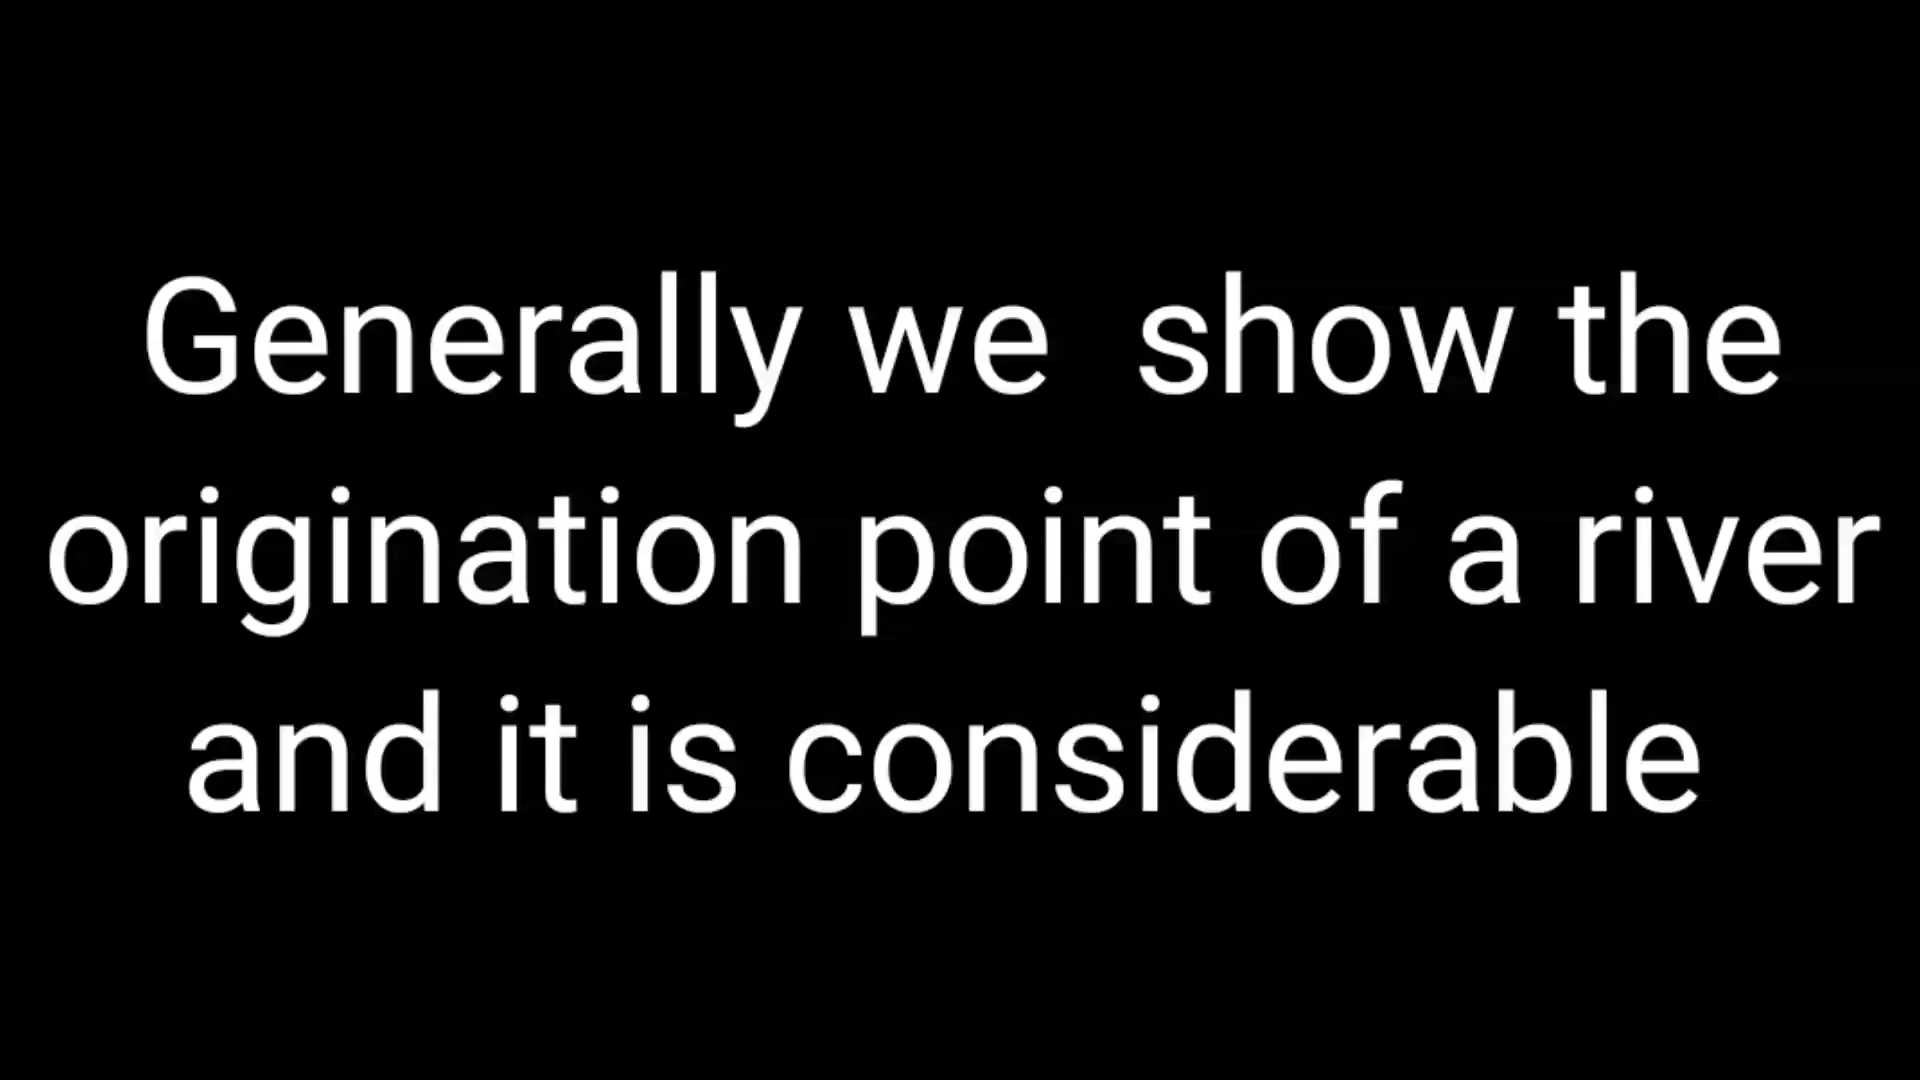 Generally we  show the
origination point of a river
and it is considerable